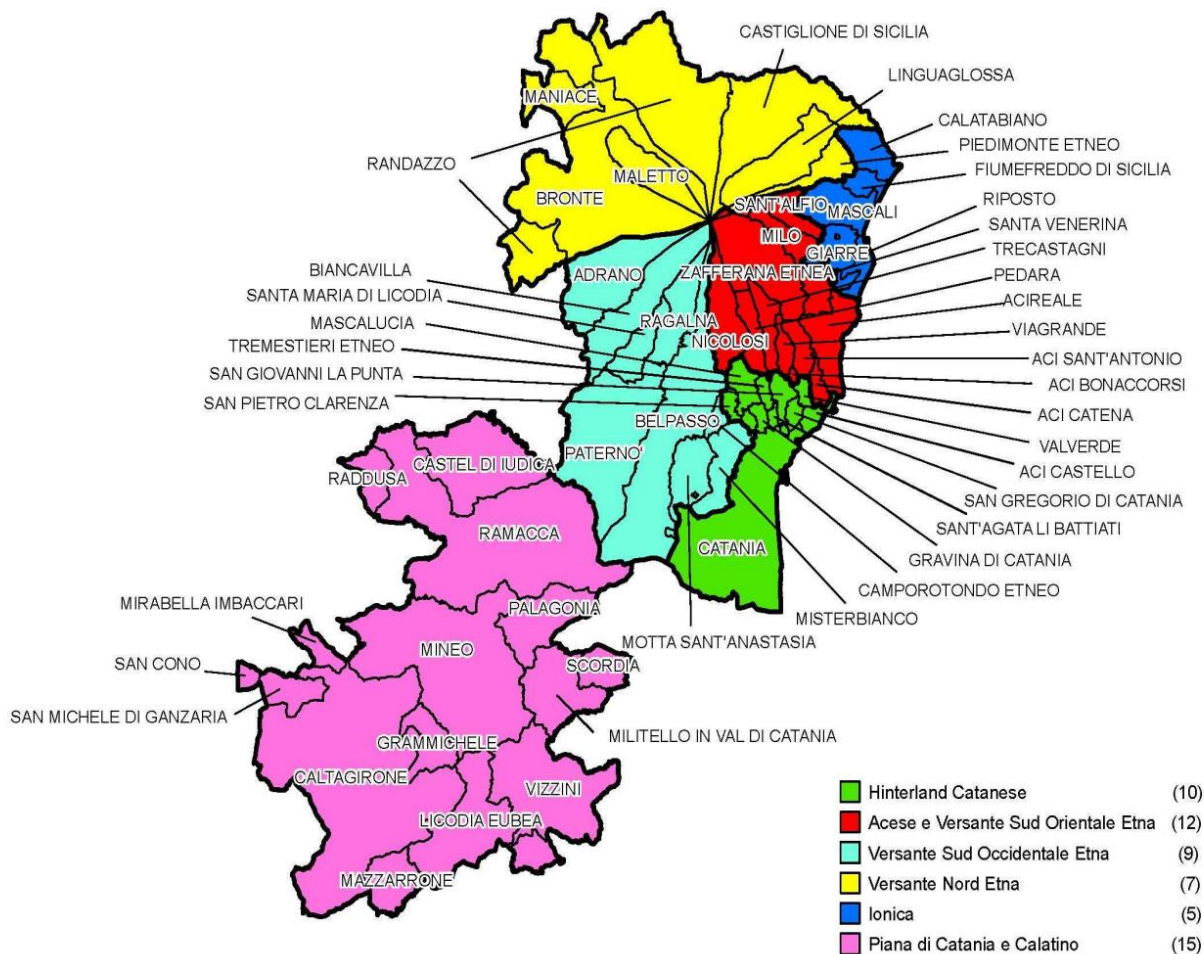 CASTIGLIONE DI SICILIA
LINGUAGLOSSA
MANIACE
CALATABIANO
PIEDIMONTE ETNEO
RANDAZZO
FIUMEFREDDO DI SICILIA
MALETTO
BRONTE
RIPOSTO
SANT'ALFIO
MASCALI
SANTA VENERINA
MILO
GIARRE
TRECASTAGNI
BIANCAVILLA
ADRANO
ZAFFERANA ETNEA
PEDARA
SANTA MARIA DI LICODIA
ACIREALE
MASCALUCIA
RAGALNA
VIAGRANDE
NICOLOSI
TREMESTIERI ETNEO
ACI SANT'ANTONIO
SAN GIOVANNI LA PUNTA
ACI BONACCORSI
SAN PIETRO CLARENZA
ACI CATENA
BELPASSO
VALVERDE
PATERNO'
ACI CASTELLO
CASTEL DI IUDICA
RADDUSA
SAN GREGORIO DI CATANIA
SANT'AGATA LI BATTIATI
RAMACCA
CATANIA
GRAVINA DI CATANIA
CAMPOROTONDO ETNEO
MIRABELLA IMBACCARI
PALAGONIA
MISTERBIANCO
MOTTA SANT'ANASTASIA
MINEO
SAN CONO
SCORDIA
SAN MICHELE DI GANZARIA
MILITELLO IN VAL DI CATANIA
GRAMMICHELE
CALTAGIRONE
VIZZINI
LICODIA EUBEA
MAZZARRONE
Hinterland Catanese (10)
Acese e Versante Sud Orientale Etna (12)
Versante Sud Occidentale Etna (9)
Versante Nord Etna (7)
Ionica (5)
Piana di Catania e Calatino (15)